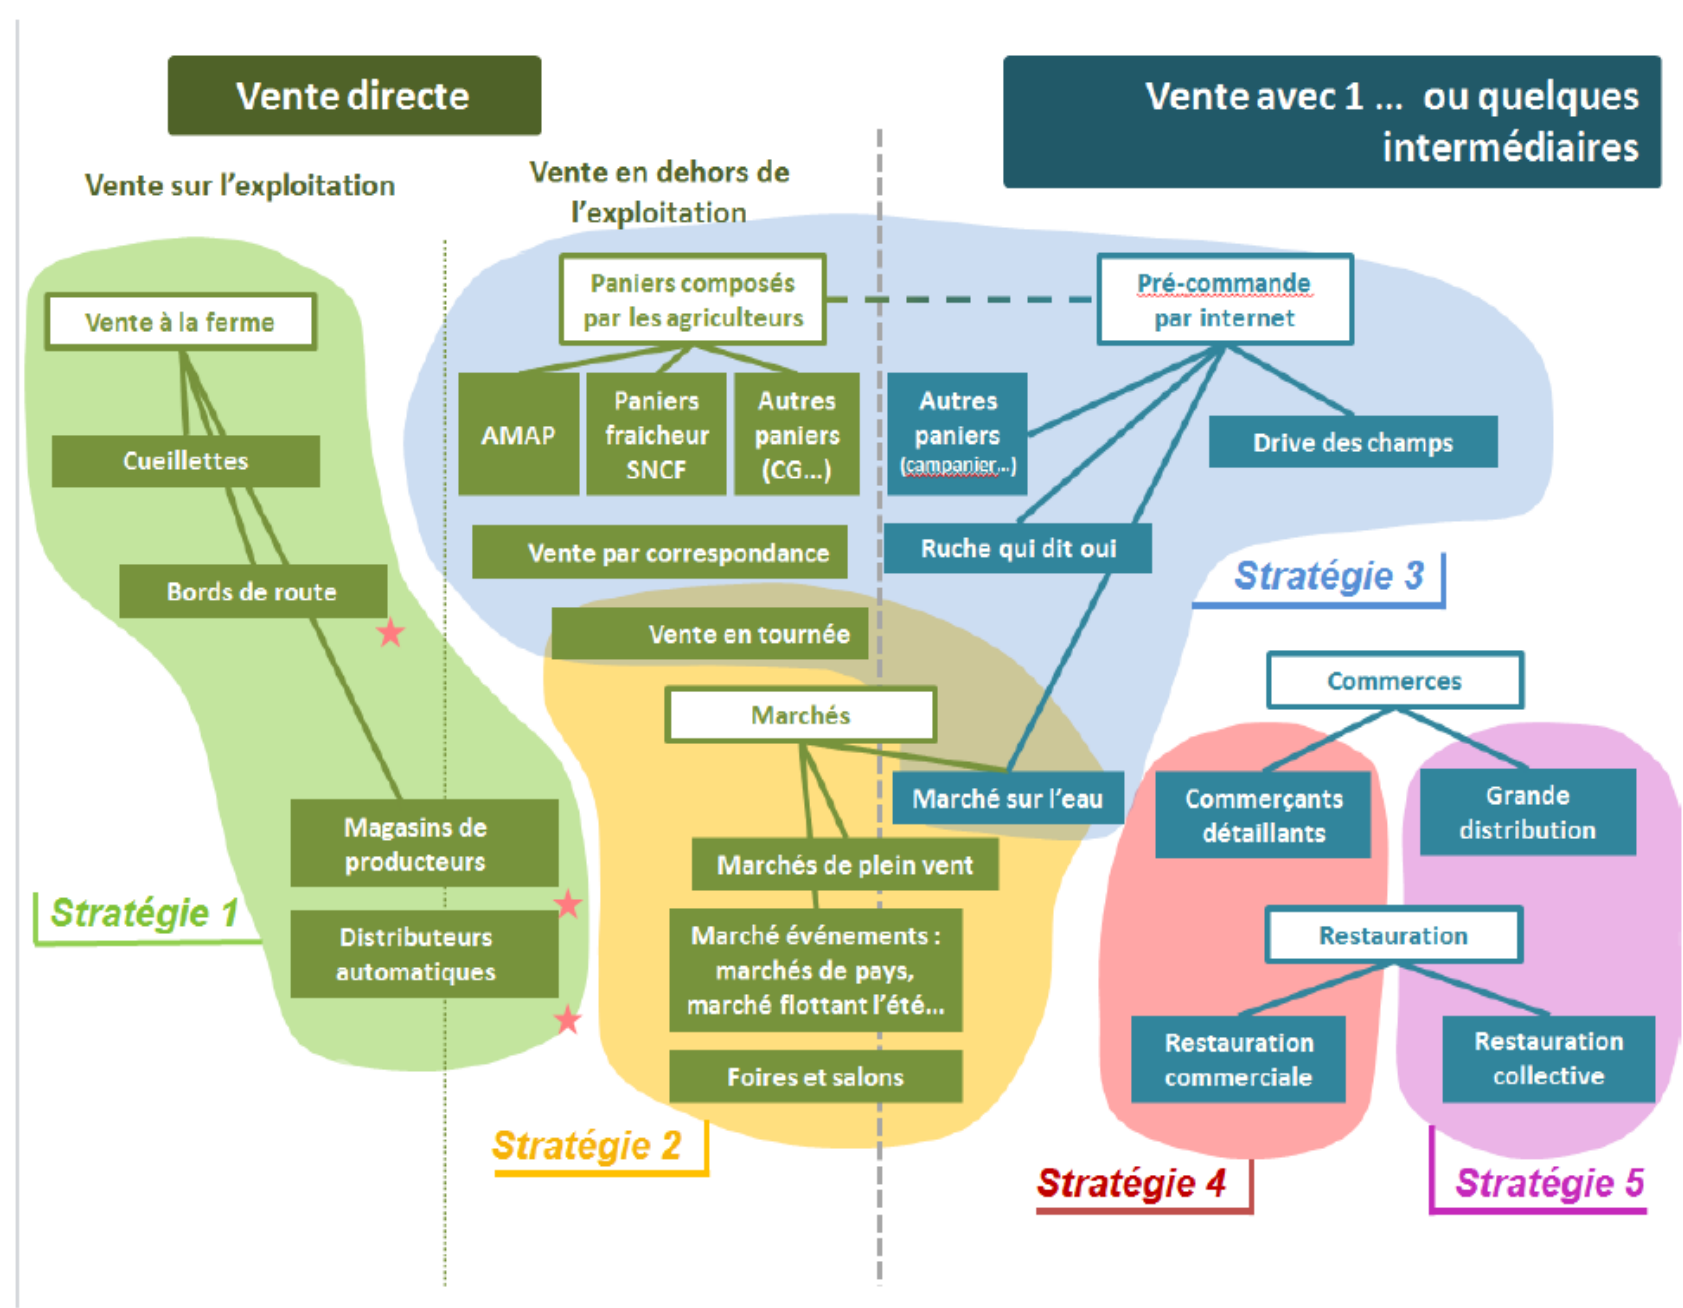 Vente directe
Vente avec 1 ... ou quelques
intermédiaires
Vente sur l'exploitation
Vente en dehors de
l'exploitation
Vente à la ferme
Cueillettes
Bords de route
Magasins de
producteurs
Distributeurs
automatiques
Stratégie 1
Paniers composés
par les agriculteurs
AMAP
Paniers
fraicheur
SNCF
Autres
paniers
(CG...)
Vente par correspondance
Vente en tournée
Marchés
Marchés de plein vent
Marché événements :
marchés de pays,
marché flottant l'été...
Foires et salons
Stratégie 2
Pré-commande
par internet
Autres
paniers
(campanier...)
Drive des champs
Ruche qui dit oui
Marché sur l'eau
Stratégie 3
Commerces
Commerçants
détaillants
Grande
distribution
Restauration
Restauration
commerciale
Restauration
collective
Stratégie 4
Stratégie 5